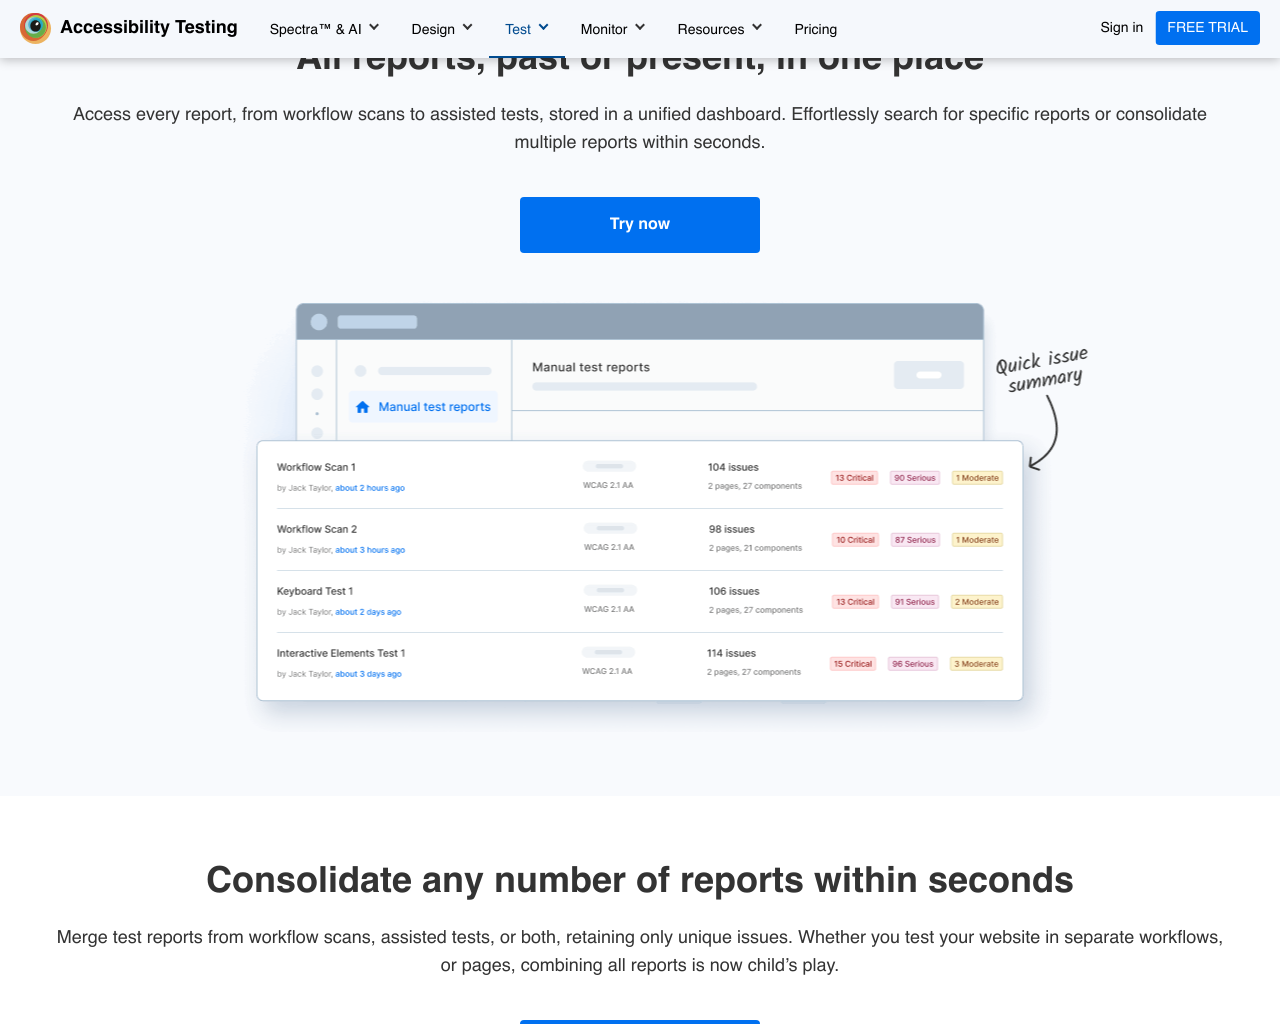 Accessibility Testing
Spectra™ & AI
Design
Test
Monitor
Resources
Pricing
Sign in
FREE TRIAL
All reports, past or present, in one place
Access every report, from workflow scans to assisted tests, stored in a unified dashboard. Effortlessly search for specific reports or consolidate
multiple reports within seconds.
Try now
Manual test reports
Manual test reports
Quick issue
summary
Workflow Scan 1
by Jack Taylor, about 2 hours ago
WCAG 2.1 AA
104 issues
2 pages, 27 components
13 Critical
90 Serious
1 Moderate
Workflow Scan 2
by Jack Taylor, about 3 hours ago
WCAG 2.1 AA
98 issues
2 pages, 21 components
10 Critical
87 Serious
1 Moderate
Keyboard Test 1
by Jack Taylor, about 2 days ago
WCAG 2.1 AA
106 issues
2 pages, 27 components
13 Critical
91 Serious
2 Moderate
Interactive Elements Test 1
by Jack Taylor, about 3 days ago
WCAG 2.1 AA
114 issues
2 pages, 27 components
15 Critical
96 Serious
3 Moderate
Consolidate any number of reports within seconds
Merge test reports from workflow scans, assisted tests, or both, retaining only unique issues. Whether you test your website in separate workflows,
or pages, combining all reports is now child’s play.